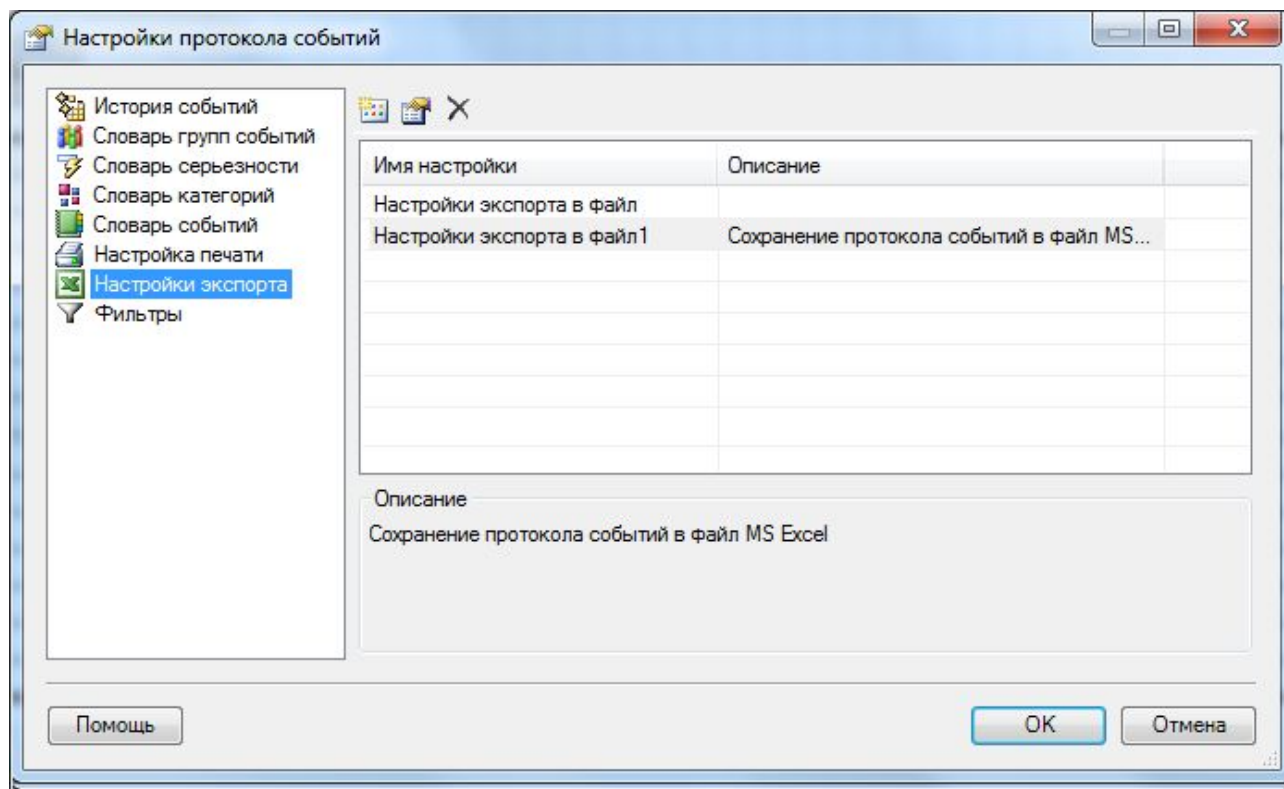 Настройки протокола событий
История событий
Словарь групп событий
Словарь серьезности
Словарь категорий
Словарь событий
Настройка печати
Настройки экспорта
Фильтры
Имя настройки Описание
Настройки экспорта в файл
Настройки экспорта в файл1 Сохранение протокола событий в файл MS...
Описание
Сохранение протокола событий в файл MS Excel
Помощь OK Отмена